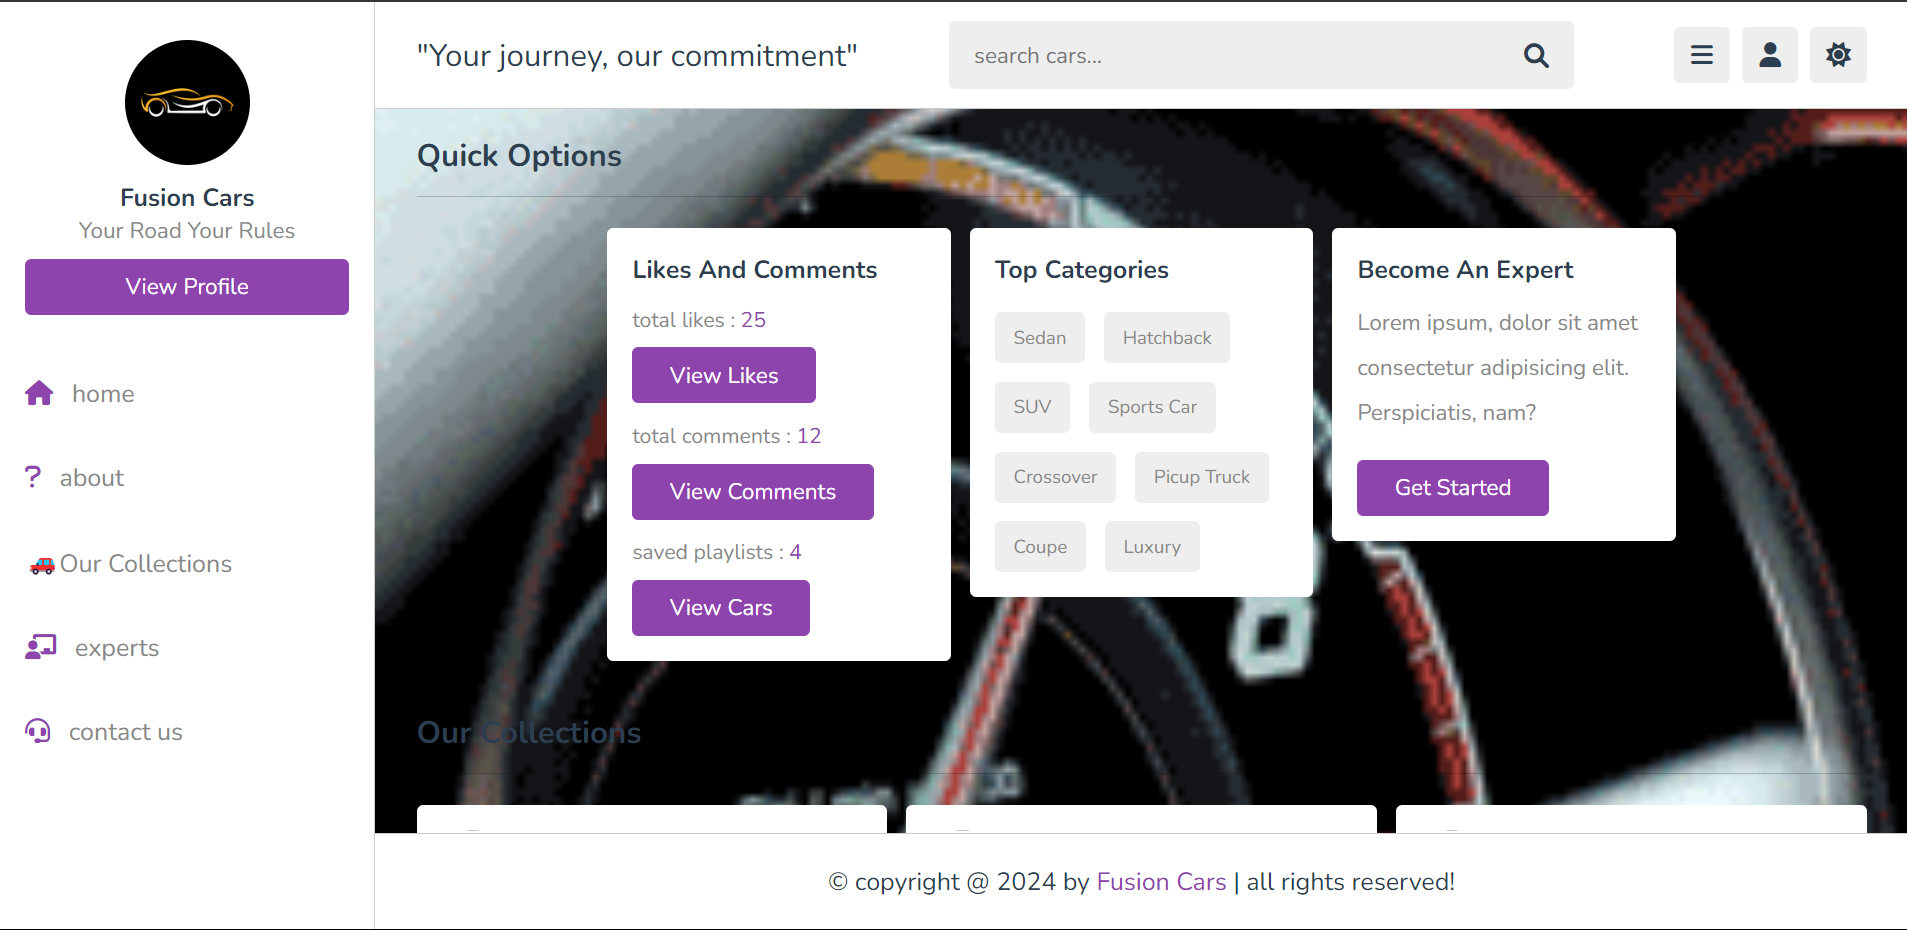 Fusion Cars
Your Road Your Rules
View Profile
home
about
Our Collections
experts
contact us
"Your journey, our commitment"
search cars...
Quick Options
Likes And Comments
total likes : 25
View Likes
total comments : 12
View Comments
saved playlists : 4
View Cars
Top Categories
Sedan
Hatchback
SUV
Sports Car
Crossover
Picup Truck
Coupe
Luxury
Become An Expert
Lorem ipsum, dolor sit amet
consectetur adipisicing elit.
Perspiciatis, nam?
Get Started
Our Collections
© copyright @ 2024 by Fusion Cars | all rights reserved!